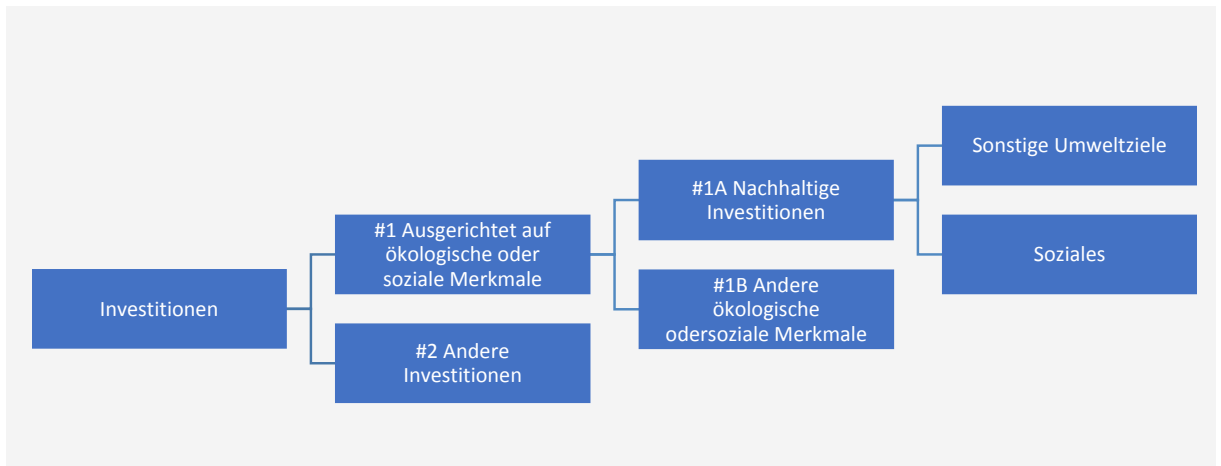 Investitionen
#1 Ausgerichtet auf
ökologische oder
soziale Merkmale
#2 Andere
Investitionen
#1A Nachhaltige
Investitionen
#1B Andere
ökologische
odersoziale Merkmale
Sonstige Umweltziele
Soziales